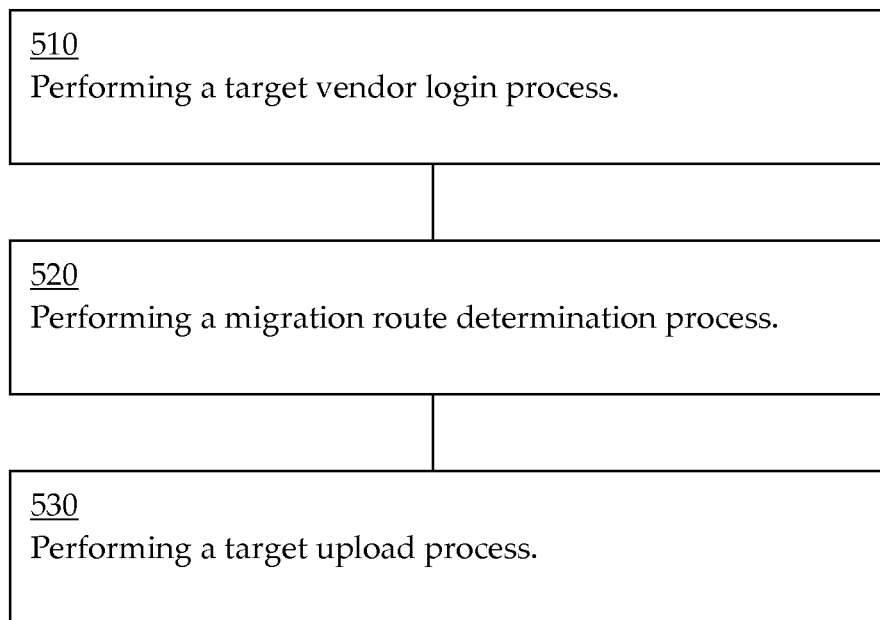 510
Performing a target vendor login process.
520
Performing a migration route determination process.
530
Performing a target upload process.